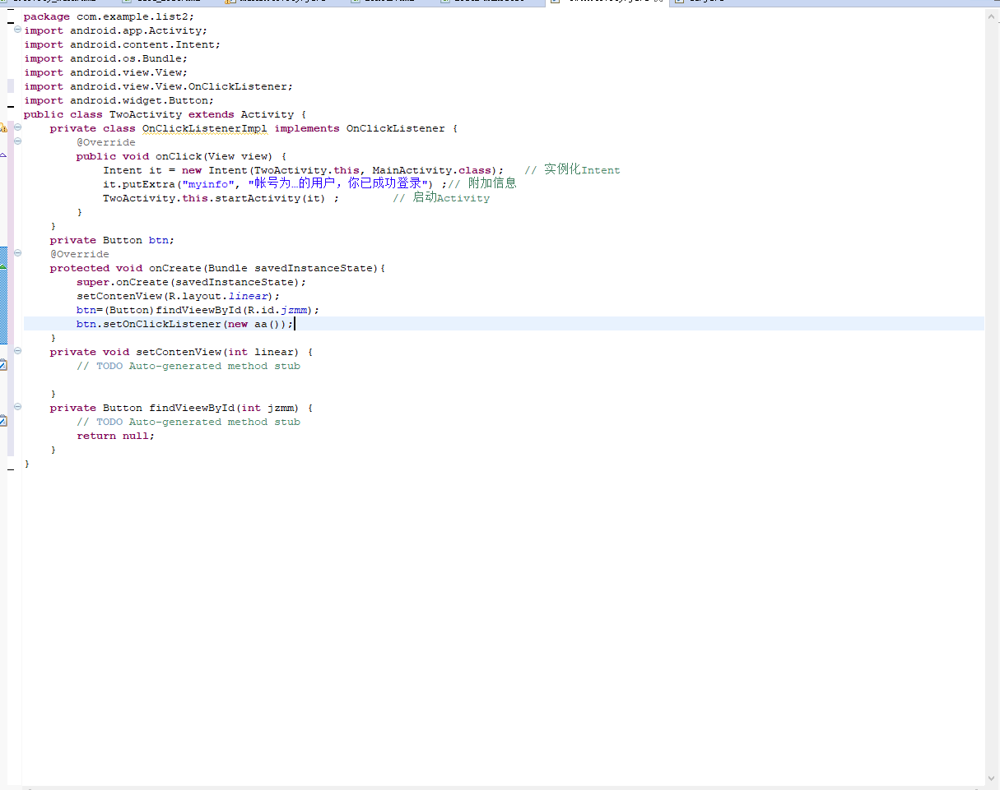 package com.example.list2;
import android.app.Activity;
import android.content.Intent;
import android.os.Bundle;
import android.view.View;
import android.view.View.OnClickListener;
import android.widget.Button;
public class TwoActivity extends Activity {
    private class OnClickListenerImpl implements OnClickListener {
        @Override
        public void onClick(View view) {
            Intent it = new Intent(TwoActivity.this, MainActivity.class);   // 实例化Intent
            it.putExtra("myinfo", "帐号为…的用户，你已成功登录") ;// 附加信息
            TwoActivity.this.startActivity(it) ;        // 启动Activity
        }
    }
    private Button btn;
    @Override
    protected void onCreate(Bundle savedInstanceState){
        super.onCreate(savedInstanceState);
        setContenView(R.layout.linear);
        btn=(Button)findVieewById(R.id.jzmm);
        btn.setOnClickListener(new aa());
    }
    private void setContenView(int linear) {
        // TODO Auto-generated method stub

    }
    private Button findVieewById(int jzmm) {
        // TODO Auto-generated method stub
        return null;
    }
}